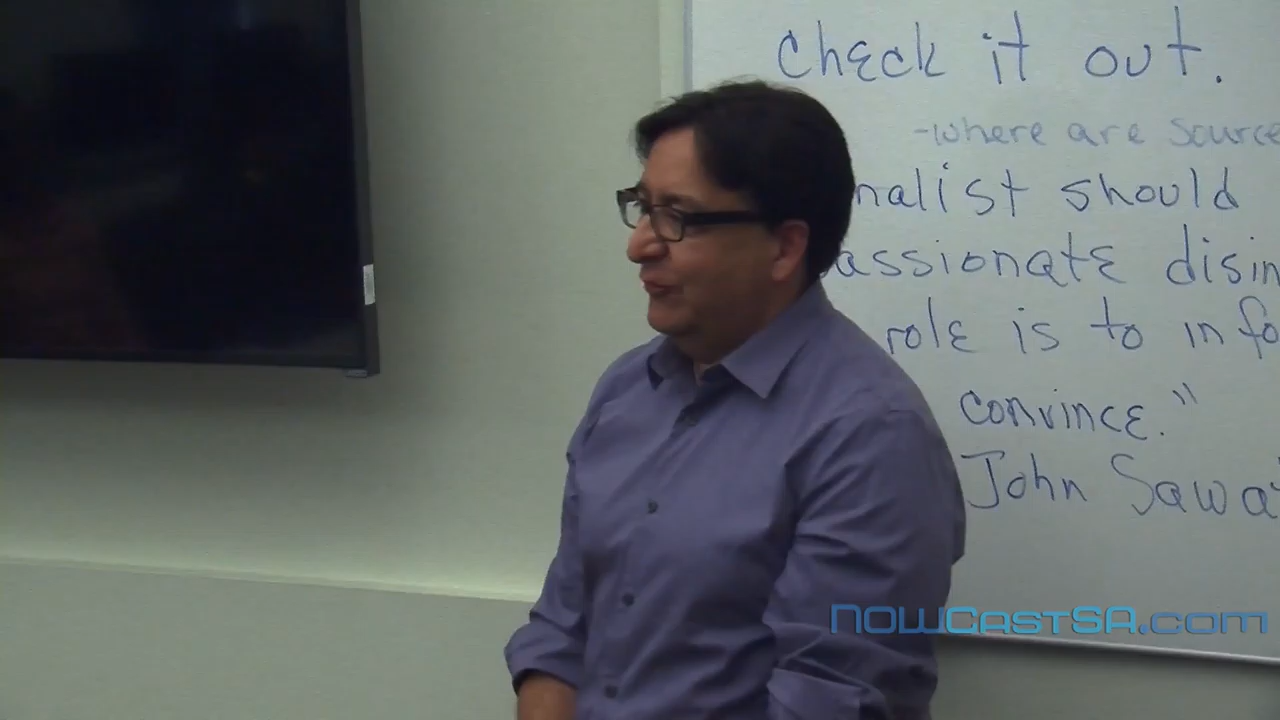 Check it out.
-where are source
nalist should
assionate disin
role is to info
convince."
John Sawa
NOWCastSA.com